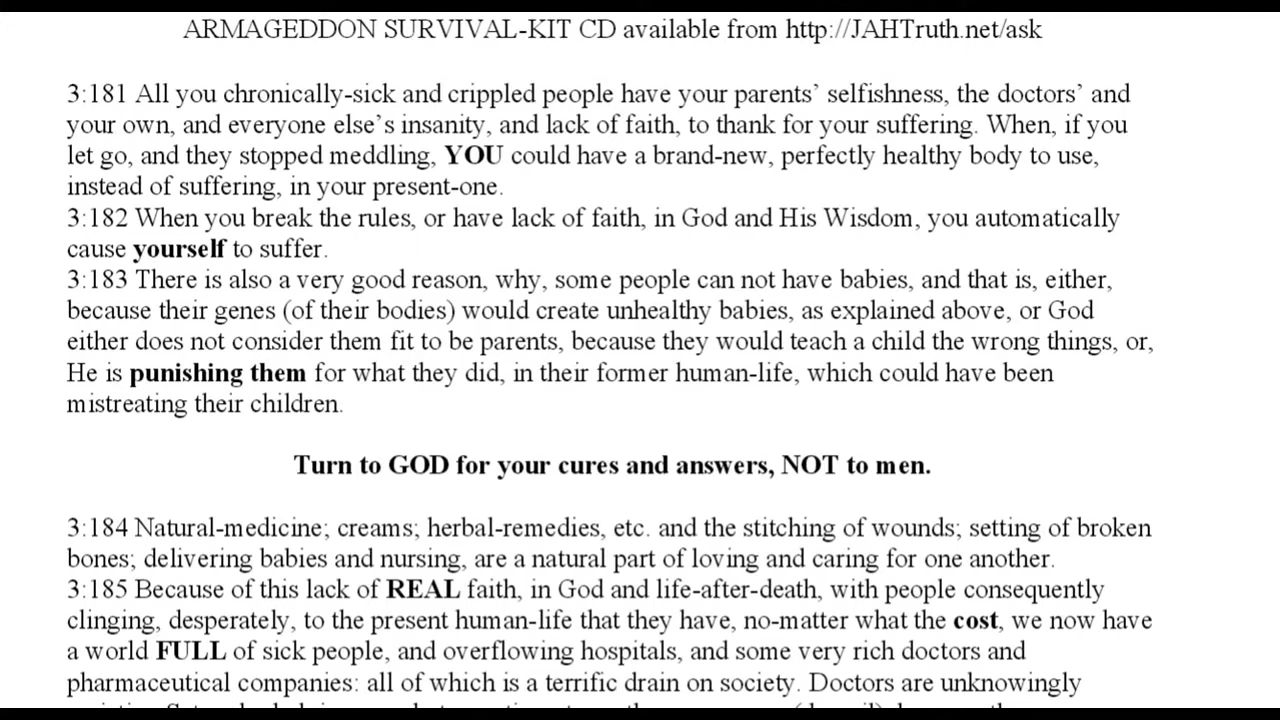 ARMAGEDDON SURVIVAL-KIT CD available from http://JAHTruth.net/ask
3:181 All you chronically-sick and crippled people have your parents’ selfishness, the doctors’ and
your own, and everyone else’s insanity, and lack of faith, to thank for your suffering. When, if you
let go, and they stopped meddling, YOU could have a brand-new, perfectly healthy body to use,
instead of suffering, in your present-one.
3:182 When you break the rules, or have lack of faith, in God and His Wisdom, you automatically
cause yourself to suffer.
3:183 There is also a very good reason, why, some people can not have babies, and that is, either,
because their genes (of their bodies) would create unhealthy babies, as explained above, or God
either does not consider them fit to be parents, because they would teach a child the wrong things, or,
He is punishing them for what they did, in their former human-life, which could have been
mistreating their children.
Turn to GOD for your cures and answers, NOT to men.
3:184 Natural-medicine; creams; herbal-remedies, etc. and the stitching of wounds; setting of broken
bones; delivering babies and nursing, are a natural part of loving and caring for one another.
3:185 Because of this lack of REAL faith, in God and life-after-death, with people consequently
clinging, desperately, to the present human-life that they have, no-matter what the cost, we now have
a world FULL of sick people, and overflowing hospitals, and some very rich doctors and
pharmaceutical companies: all of which is a terrific drain on society. Doctors are unknowingly